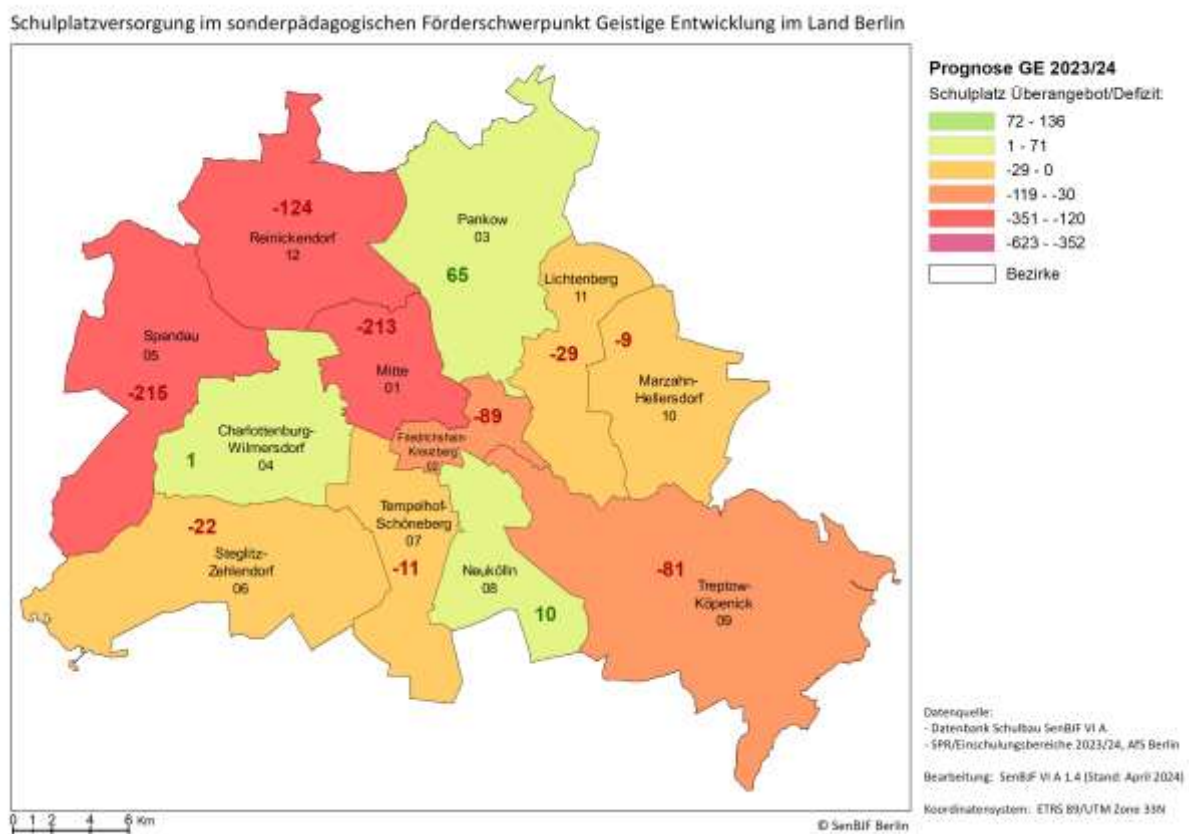 Schulplatzversorgung im sonderpädagogischen Förderschwerpunkt Geistige Entwicklung im Land Berlin
Prognose GE 2023/24
Schulplatz Überangebot/Defizit:
72 - 136
1 - 71
-29 - 0
-119 - -30
-351 - -120
-623 - -352
Bezirke
-124
Reinickendorf
12
Pankow
03
65
Lichtenberg
11
-29
-9
Marzahn-
Hellersdorf
10
Spandau
05
-215
-213
Mitte
01
-89
Friedrichshain-
Kreuzberg
02
Charlottenburg-
Wilmersdorf
04
1
-22
Steglitz-
Zehlendorf
06
Tempelhof-
Schöneberg
07
-11
Neukölln
08
10
-81
Treptow-
Köpenick
09
Datenquelle:
- Datenbank Schulbau SenBJF VI A
- SPR/Einschulungsbereiche 2023/24, AfS Berlin
Bearbeitung: SenBJF VI A 1.4 (Stand: April 2024)
Koordinatensystem: ETRS 89/UTM Zone 33N
0 1 2 4 6 Km
© SenBJF Berlin